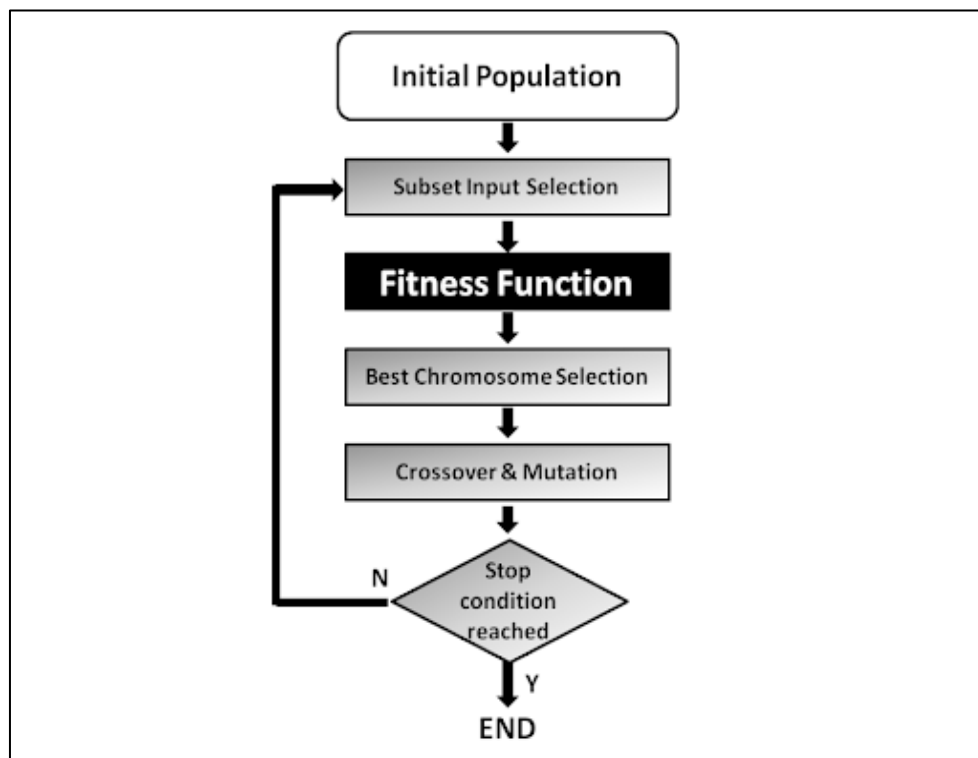 Initial Population
Subset Input Selection
Fitness Function
Best Chromosome Selection
Crossover & Mutation
Stop
condition
reached
N
Y
END